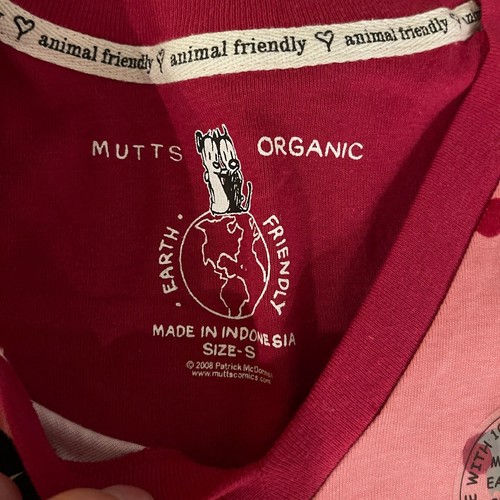 animal friendly ♡ animal friendly ♡ animal friendly
MUTTS ORGANIC
· EARTH · FRIENDLY
MADE IN INDONESIA
SIZE-S
© 2008 Patrick McDonnell
www.muttscomics.com
WITH